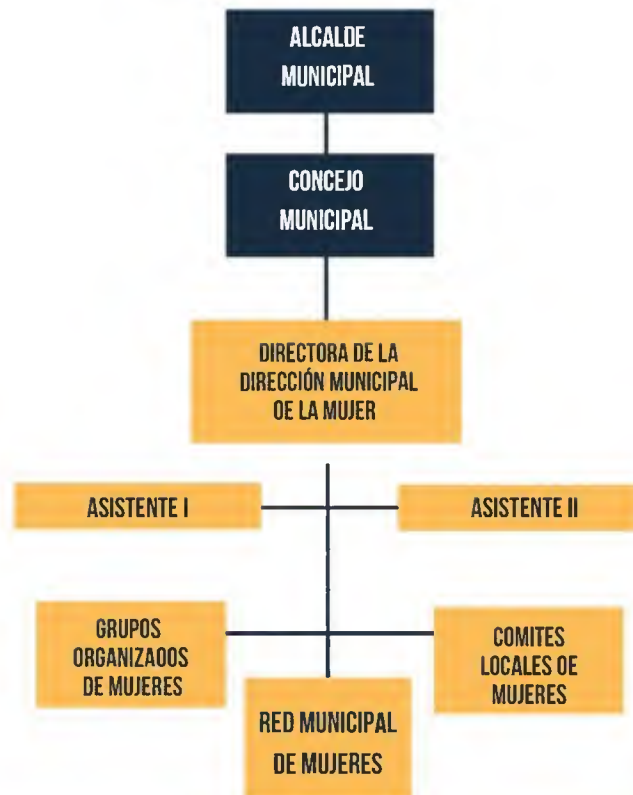 ALCALDE
MUNICIPAL
CONCEJO
MUNICIPAL
DIRECTORA DE LA
DIRECCIÓN MUNICIPAL
DE LA MUJER
ASISTENTE I
ASISTENTE II
GRUPOS
ORGANIZAOOS
DE MUJERES
COMITES
LOCALES OE
MUJERES
RED MUNICIPAL
DE MUJERES